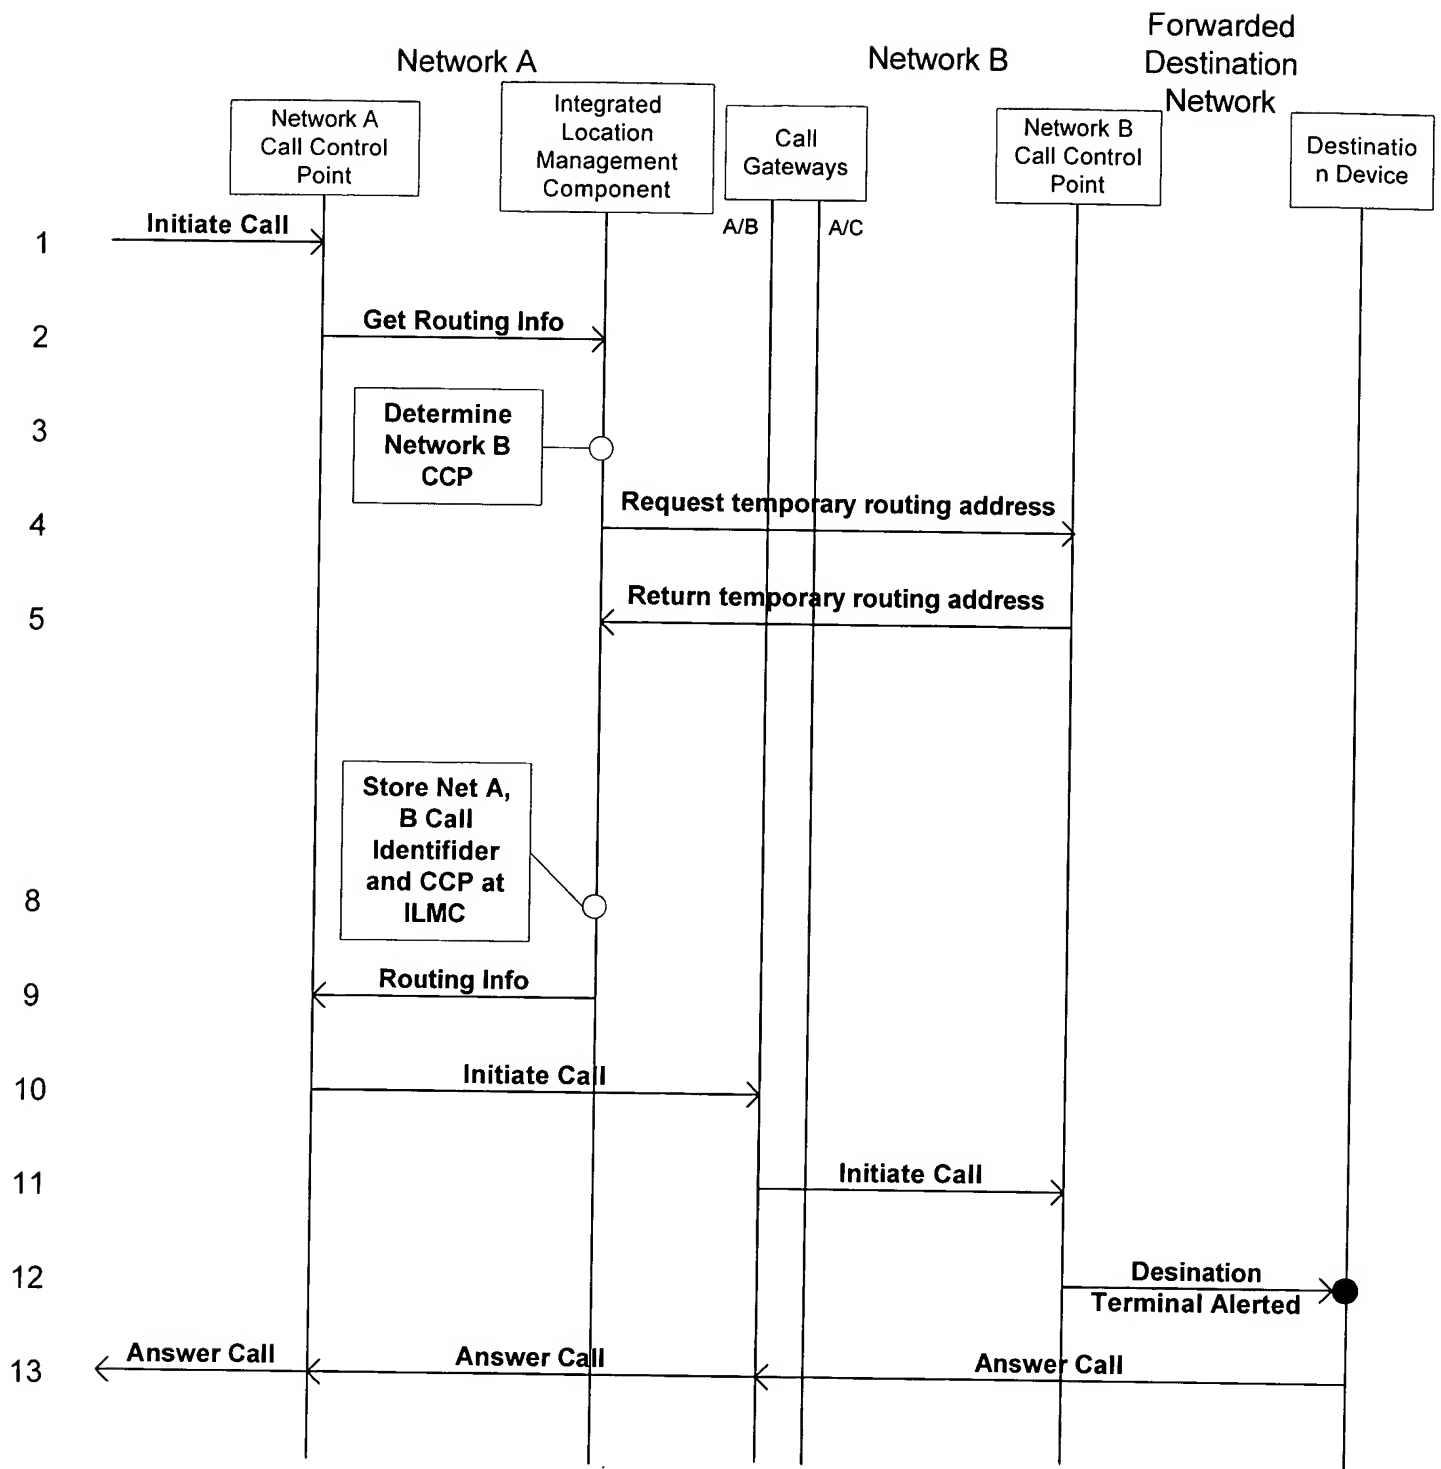 Forwarded
Destination
Network
Network A
Network B
Network A
Call Control
Point
Integrated
Location
Management
Component
Call
Gateways
Network B
Call Control
Point
Destinatio
n Device
A/B
A/C
1
Initiate Call
2
Get Routing Info
3
Determine
Network B
CCP
4
Request temporary routing address
5
Return temporary routing address
Store Net A,
B Call
Identifider
and CCP at
ILMC
8
9
Routing Info
10
Initiate Call
11
Initiate Call
12
Desination
Terminal Alerted
13
Answer Call
Answer Call
Answer Call